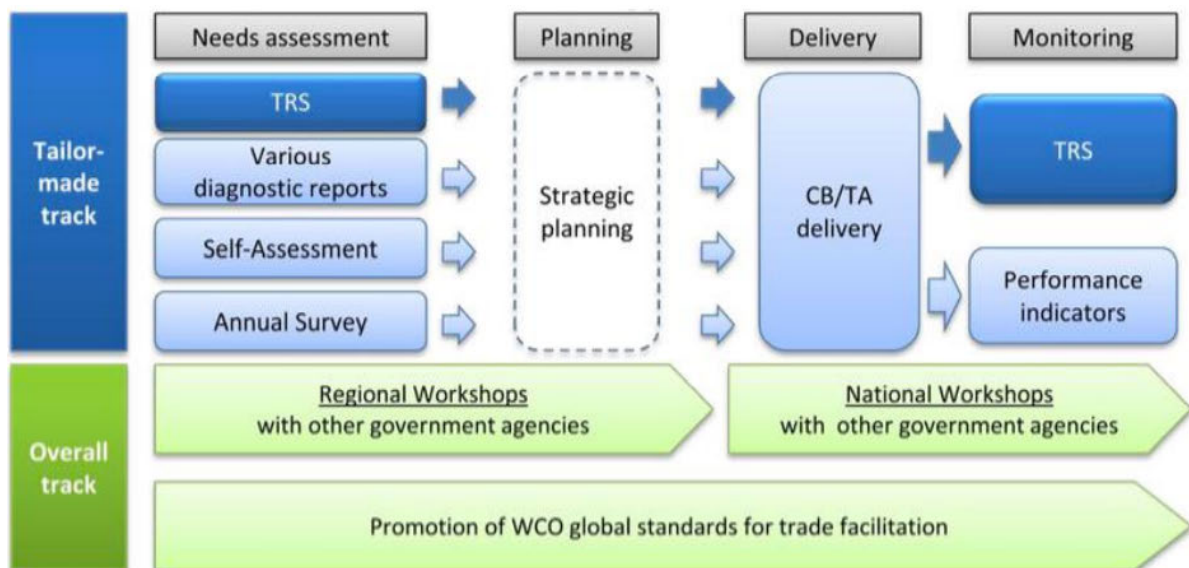 Needs assessment
Planning
Delivery
Monitoring
Tailor-
made
track
TRS
Various
diagnostic reports
Self-Assessment
Annual Survey
Strategic
planning
CB/TA
delivery
TRS
Performance
indicators
Overall
track
Regional Workshops
with other government agencies
National Workshops
with other government agencies
Promotion of WCO global standards for trade facilitation